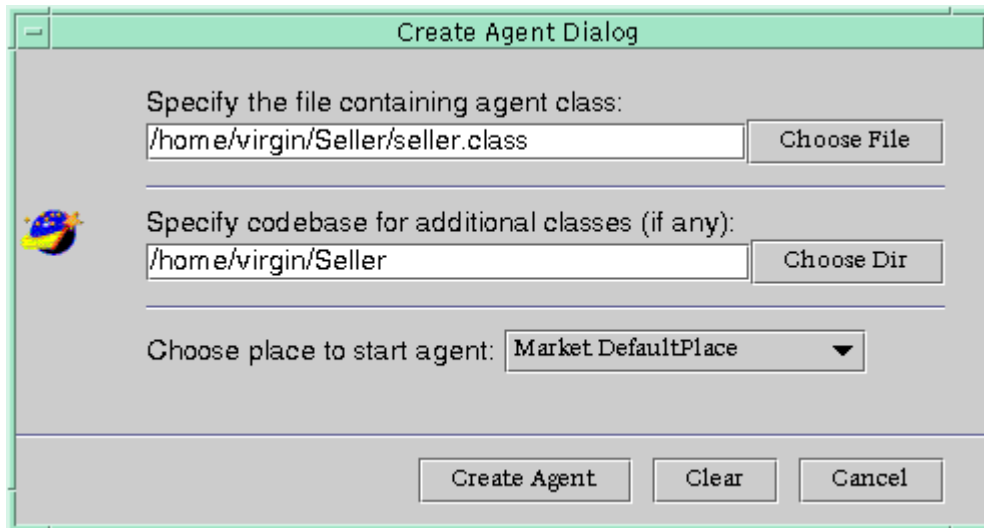 Create Agent Dialog
Specify the file containing agent class:
/home/virgin/Seller/seller.class Choose File
Specify codebase for additional classes (if any):
/home/virgin/Seller Choose Dir
Choose place to start agent: Market DefaultPlace
Create Agent Clear Cancel